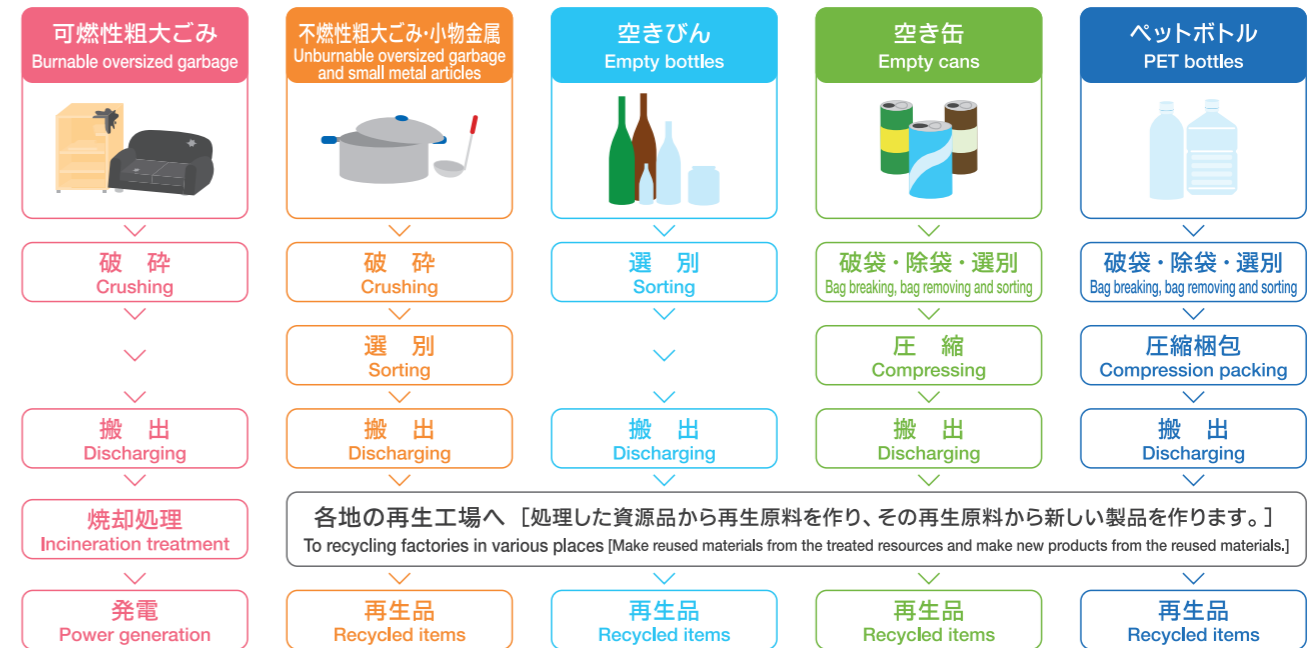 可燃性粗大ごみ
Burnable oversized garbage
不燃性粗大ごみ・小物金属
Unburnable oversized garbage
and small metal articles
空きびん
Empty bottles
空き缶
Empty cans
ペットボトル
PET bottles
破 砕
Crushing
破 砕
Crushing
選 別
Sorting
破袋・除袋・選別
Bag breaking, bag removing and sorting
破袋・除袋・選別
Bag breaking, bag removing and sorting
選 別
Sorting
圧 縮
Compressing
圧縮梱包
Compression packing
搬 出
Discharging
搬 出
Discharging
搬 出
Discharging
搬 出
Discharging
搬 出
Discharging
焼却処理
Incineration treatment
各地の再生工場へ [処理した資源品から再生原料を作り、その再生原料から新しい製品を作ります。]
To recycling factories in various places [Make reused materials from the treated resources and make new products from the reused materials.]
発電
Power generation
再生品
Recycled items
再生品
Recycled items
再生品
Recycled items
再生品
Recycled items